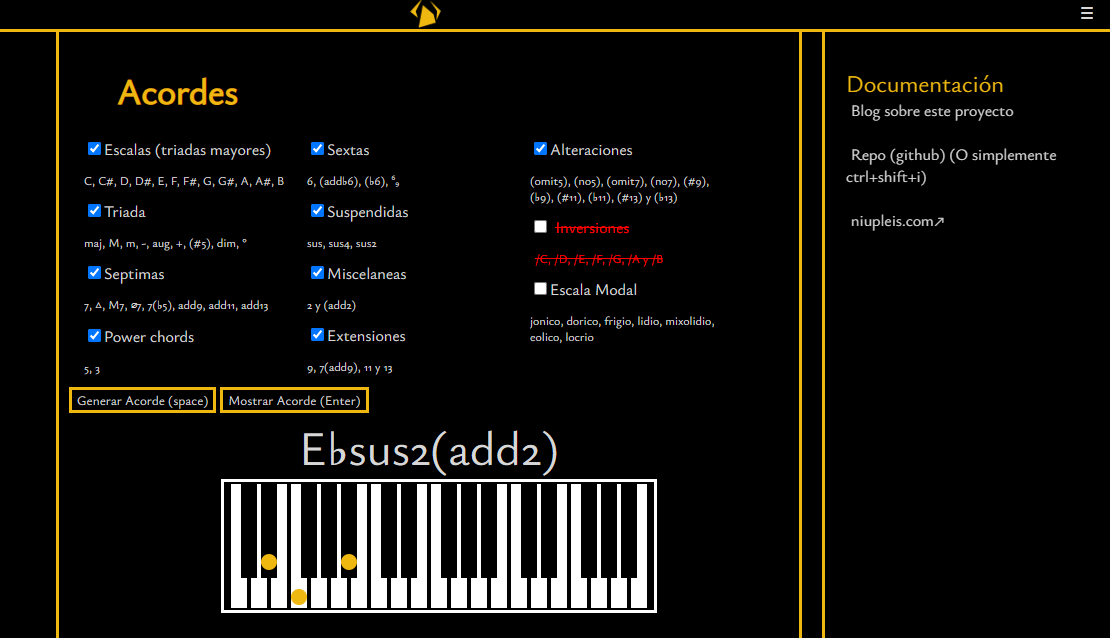 ☰
Acordes
Escalas (triadas mayores)
C, C#, D, D#, E, F, F#, G, G#, A, A#, B
Triada
maj, M, m, -, aug, +, (#5), dim, °
Septimas
7, △, M7, ø7, 7(b5), add9, add11, add13
Power chords
5, 3
Sextas
6, (addb6), (b6), ⁶₉
Suspendidas
sus, sus4, sus2
Miscelaneas
2 y (add2)
Extensiones
9, 7(add9), 11 y 13
Alteraciones
(omit5), (no5), (omit7), (no7), (#9),
(b9), (#11), (b11), (#13) y (b13)
Inversiones
/C, /D, /E, /F, /G, /A y /B
Escala Modal
jonico, dorico, frigio, lidio, mixolidio,
eolico, locrio
Generar Acorde (space)
Mostrar Acorde (Enter)
E♭sus2(add2)
Documentación
Blog sobre este proyecto
Repo (github) (O simplemente
ctrl+shift+i)
niupleis.com↗